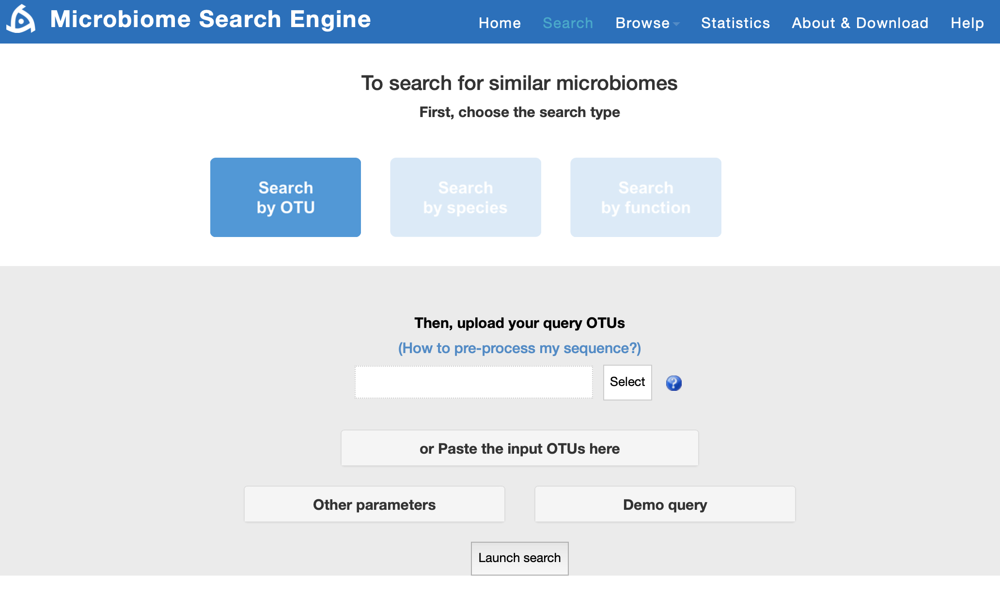 Microbiome Search Engine
Home Search Browse Statistics About & Download Help
To search for similar microbiomes
First, choose the search type
Search
by OTU
Search
by species
Search
by function
Then, upload your query OTUs
(How to pre-process my sequence?)
Select ?
or Paste the input OTUs here
Other parameters
Demo query
Launch search